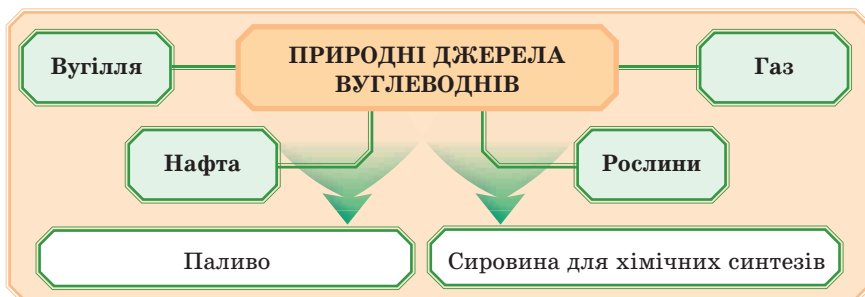 Вугілля
ПРИРОДНІ ДЖЕРЕЛА
ВУГЛЕВОДНІВ
Газ
Нафта
Рослини
Паливо
Сировина для хімічних синтезів